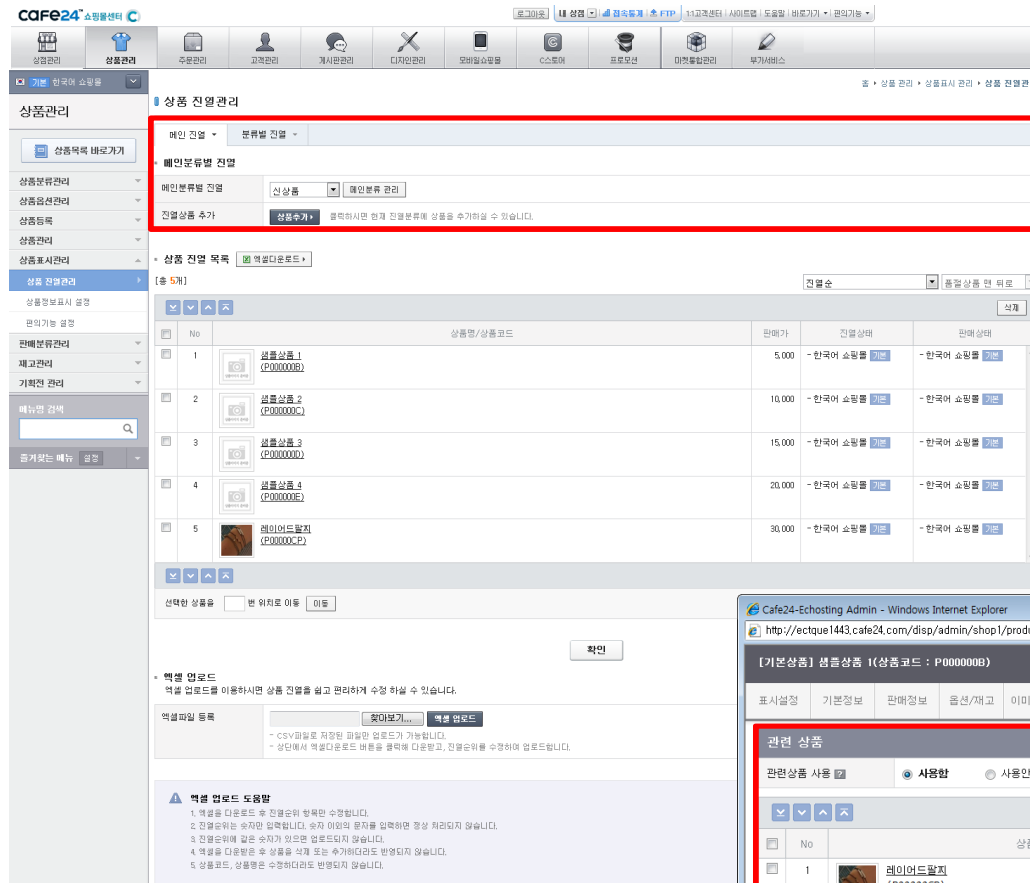 cafe24 쇼핑몰센터
로그아웃 내 상점 접속통계 FTP 1:1고객센터 사이트맵 도움말 바로가기 편의기능
상점관리 상품관리 주문관리 고객관리 게시판관리 디자인관리 모바일쇼핑몰 C스토어 프로모션 마켓통합관리 부가서비스
기본 한국어 쇼핑몰
홈 상품 관리 상품표시 관리 상품 진열관
상품관리
상품목록 바로가기
상품분류관리
상품옵션관리
상품등록
상품관리
상품표시관리
상품 진열관리
상품정보표시 설정
편의기능 설정
판매분류관리
재고관리
기획전 관리
메뉴명 검색
즐겨찾는 메뉴 설정
상품 진열관리
메인 진열 분류별 진열
메인분류별 진열
메인분류별 진열 신상품 메인분류 관리
진열상품 추가 상품추가 클릭하시면 현재 진열분류에 상품을 추가하실 수 있습니다.
상품 진열 목록 엑셀다운로드
[총 5개] 진열순 품절상품 맨 뒤로
삭제
No 상품명/상품코드 판매가 진열상태 판매상태
1 샘플상품 1 5,000 - 한국어 쇼핑몰 기본 - 한국어 쇼핑몰 기본
(P000000B)
2 샘플상품 2 10,000 - 한국어 쇼핑몰 기본 - 한국어 쇼핑몰 기본
(P000000C)
3 샘플상품 3 15,000 - 한국어 쇼핑몰 기본 - 한국어 쇼핑몰 기본
(P000000D)
4 샘플상품 4 20,000 - 한국어 쇼핑몰 기본 - 한국어 쇼핑몰 기본
(P000000E)
5 레이어드팔찌 30,000 - 한국어 쇼핑몰 기본 - 한국어 쇼핑몰 기본
(P00000CP)
선택한 상품을 번 위치로 이동 이동
확인
엑셀 업로드
엑셀 업로드를 이용하시면 상품 진열을 쉽고 편리하게 수정 하실 수 있습니다.
엑셀파일 등록 찾아보기... 엑셀 업로드
- CSV파일로 저장된 파일만 업로드가 가능합니다.
- 상단에서 엑셀다운로드 버튼을 클릭해 다운받고, 진열순위를 수정하여 업로드합니다.
엑셀 업로드 도움말
1. 엑셀을 다운로드 후 진열순위 항목만 수정합니다.
2. 진열순위는 숫자만 입력합니다. 숫자 이외의 문자를 입력하면 정상 처리되지 않습니다.
3. 진열순위에 같은 숫자가 있으면 업로드되지 않습니다.
4. 엑셀을 다운받은 후 상품을 삭제 또는 추가하더라도 반영되지 않습니다.
5. 상품코드, 상품명은 수정하더라도 반영되지 않습니다.
Cafe24-Echosting Admin - Windows Internet Explorer
http://ectque1443.cafe24.com/disp/admin/shop1/produ
[기본상품] 샘플상품 1(상품코드 : P000000B)
표시설정 기본정보 판매정보 옵션/재고 이미
관련 상품
관련상품 사용 사용함 사용안
No 상품
1 레이어드팔찌